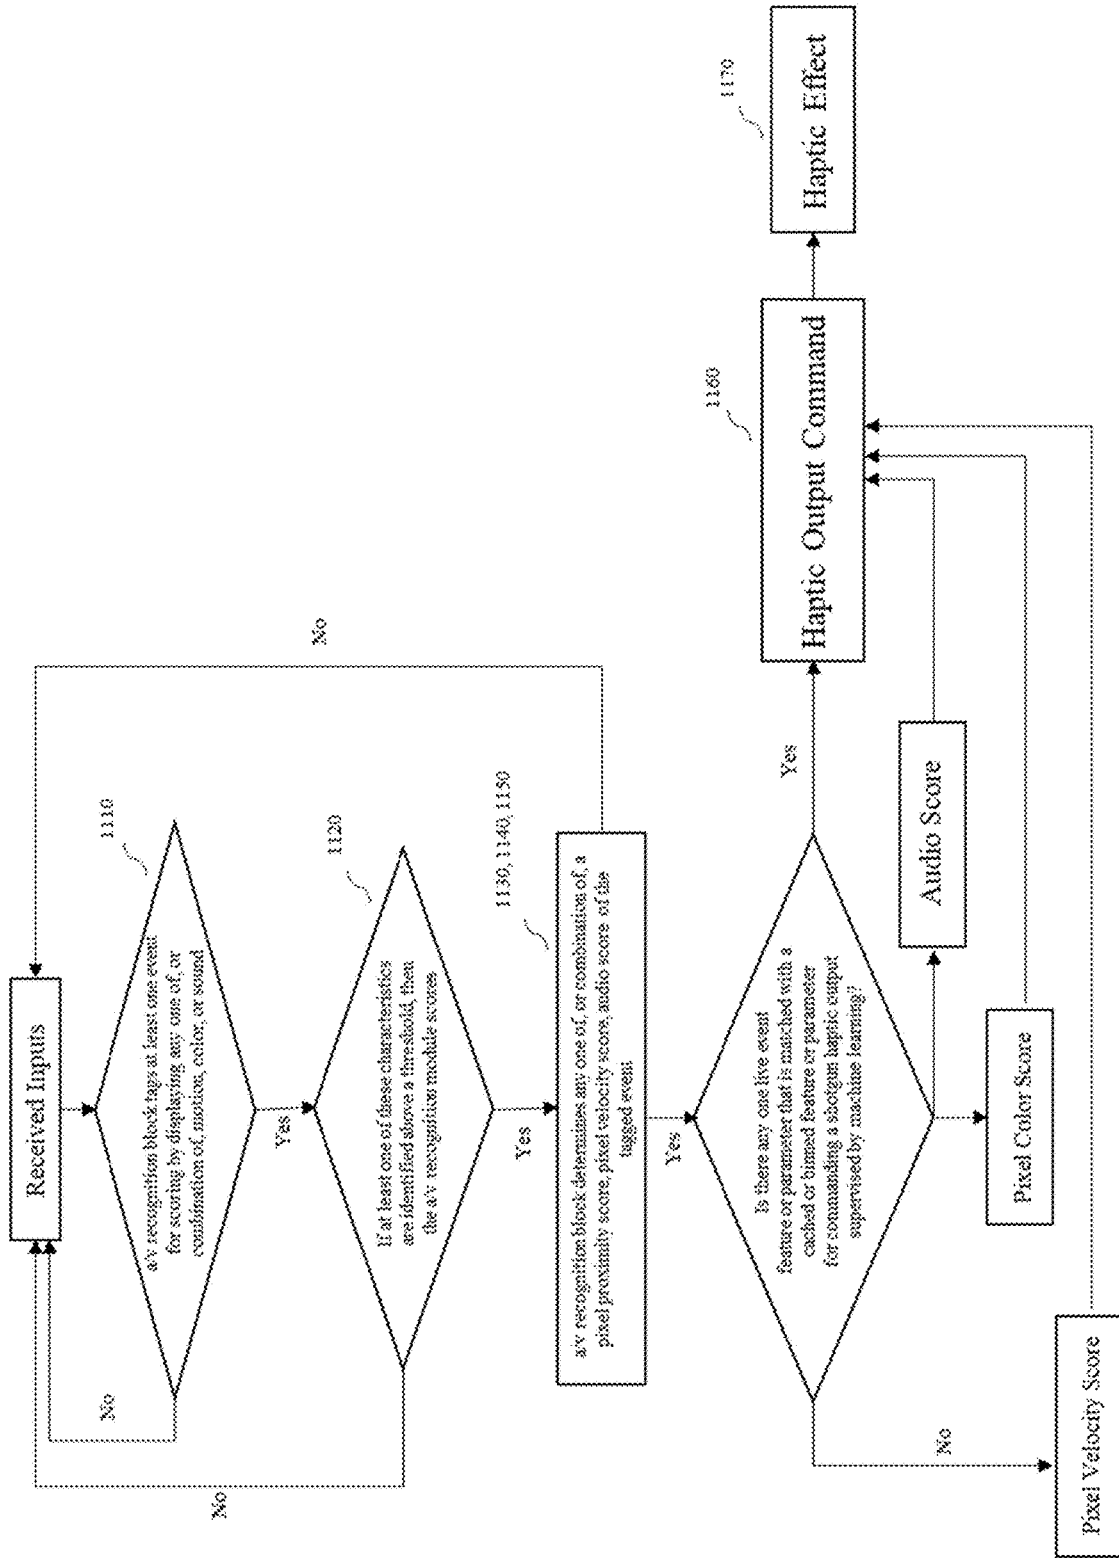 Received Inputs
1110
a/v recognition block tags at least one event
for scoring by displaying any one of, or
combination of, motion, color, or sound
No
Yes
1120
If at least one of these characteristics
are identified above a threshold, then
the a/v recognition module scores
No
Yes
1130, 1140, 1150
a/v recognition block determines any one of, or combination of, a
pixel proximity score, pixel velocity score, audio score of the
tagged event
No
Yes
Is there any one live event
feature or parameter that is matched with a
cached or binned feature or parameter
for commanding a shotgun haptic output
supervised by machine learning?
Yes
No
Pixel Velocity Score
Pixel Color Score
Audio Score
1160
Haptic Output Command
1170
Haptic Effect